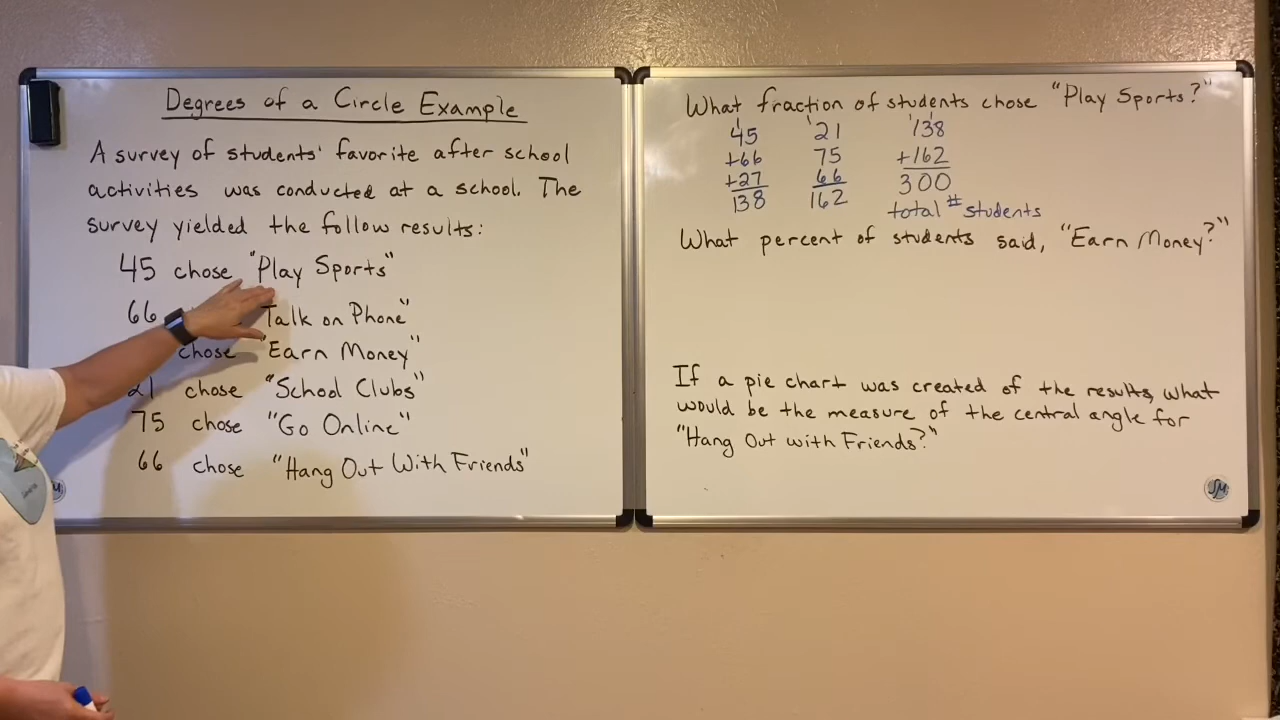 Degrees of a Circle Example
A survey of students' favorite after school
activities was conducted at a school. The
survey yielded the follow results:
45 chose "Play Sports"
66 Talk on Phone"
chose "Earn Money"
21 chose "School Clubs"
75 chose "Go Online"
66 chose "Hang Out With Friends"
What fraction of students chose "Play Sports?"
1 1 1 1
45 21 138
+66 75 +162
+27 66 300
138 162
total # students
What percent of students said, "Earn Money?"
If a pie chart was created of the results, what
would be the measure of the central angle for
"Hang Out with Friends?"
SM